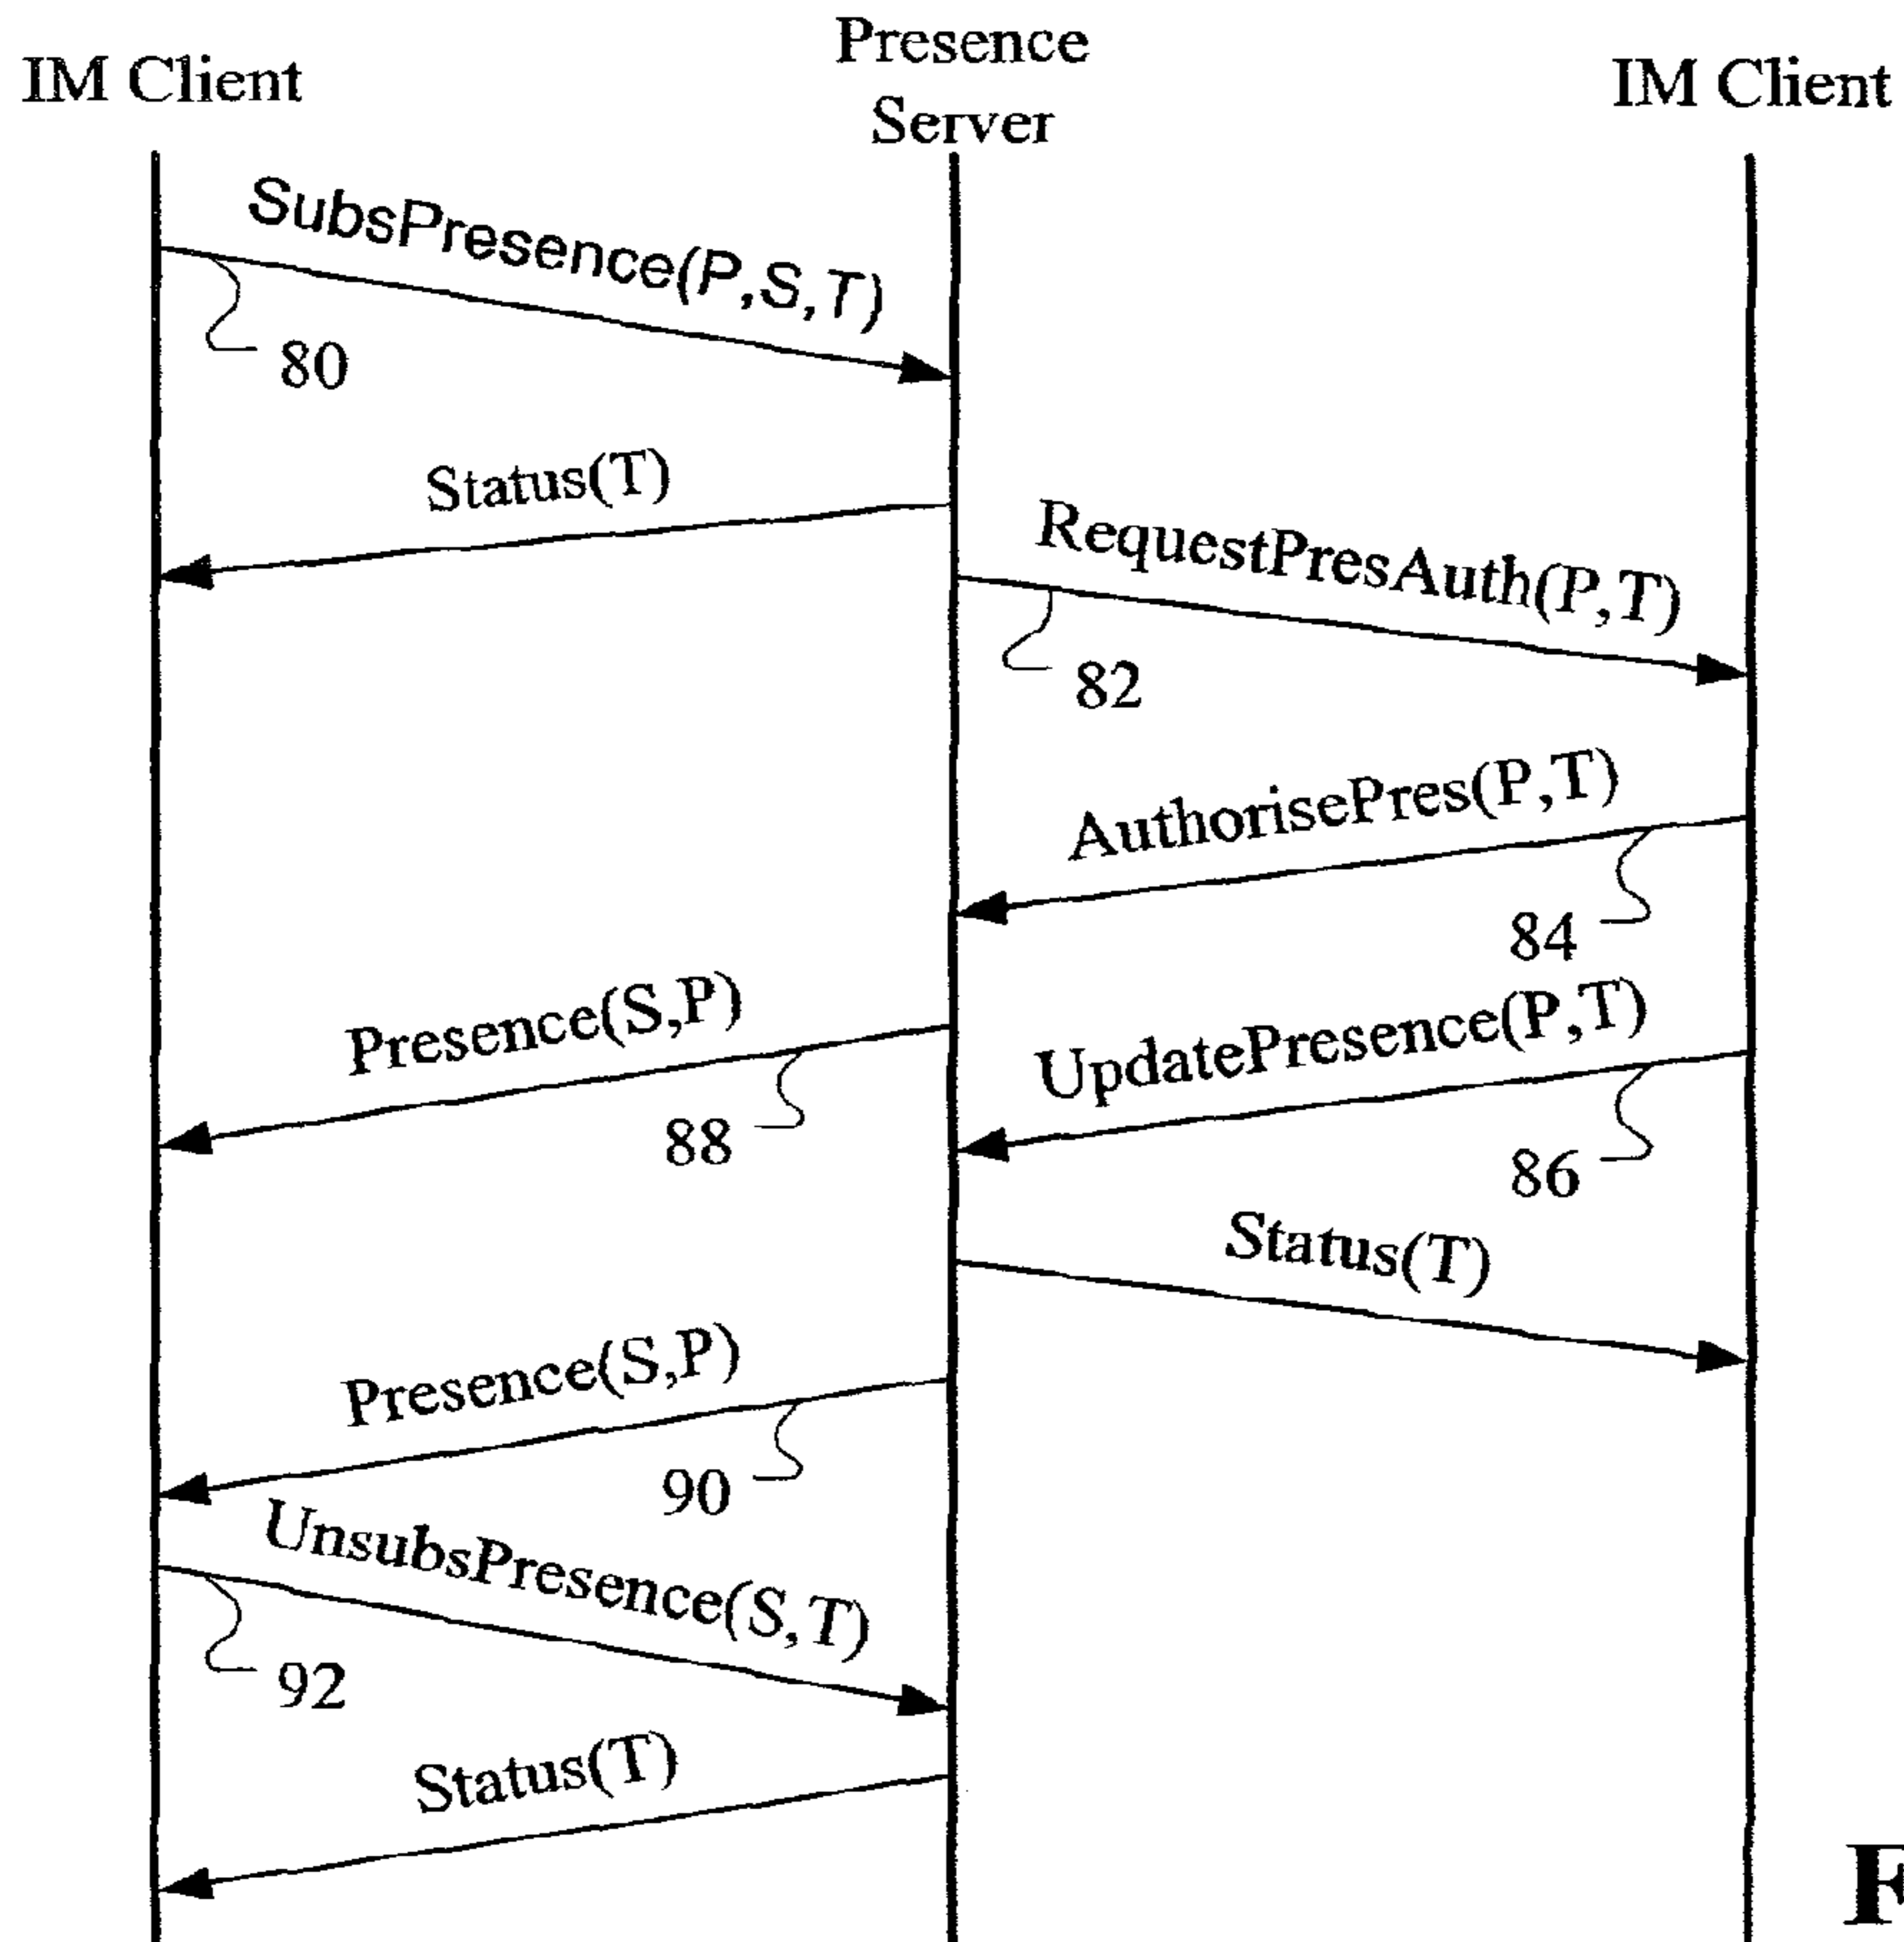 IM Client
Presence
Server
IM Client
SubsPresence(P,S,T)
80
Status(T)
RequestPresAuth(P,T)
82
AuthorisePres(P,T)
84
Presence(S,P)
88
UpdatePresence(P,T)
86
Status(T)
Presence(S,P)
90
UnsubsPresence(S,T)
92
Status(T)